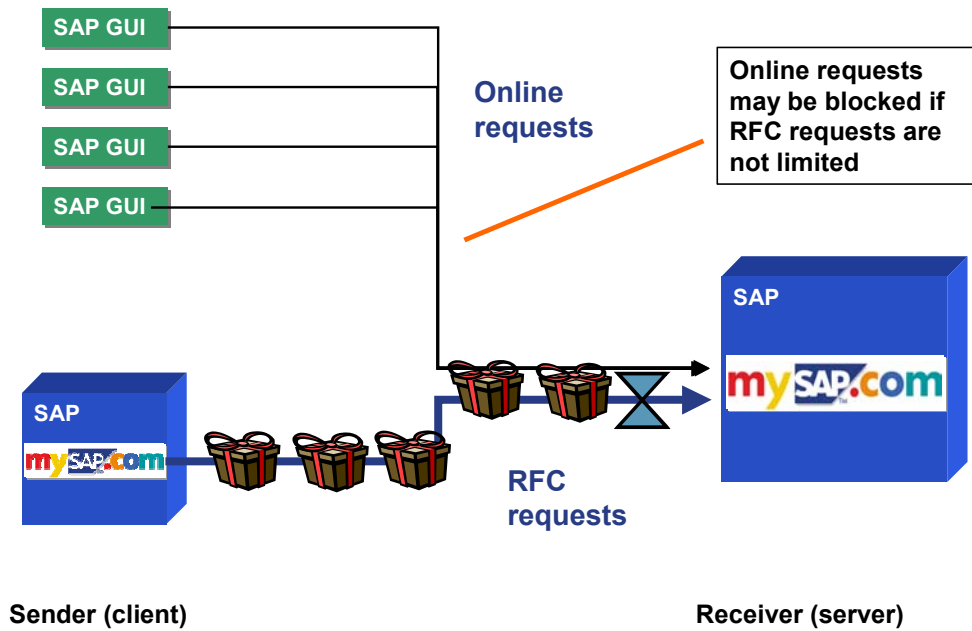 SAP GUI
SAP GUI
SAP GUI
SAP GUI
Online
requests
Online requests
may be blocked if
RFC requests are
not limited
SAP
mySAP.com
TM
SAP
mySAP.com
RFC
requests
Sender (client)
Receiver (server)